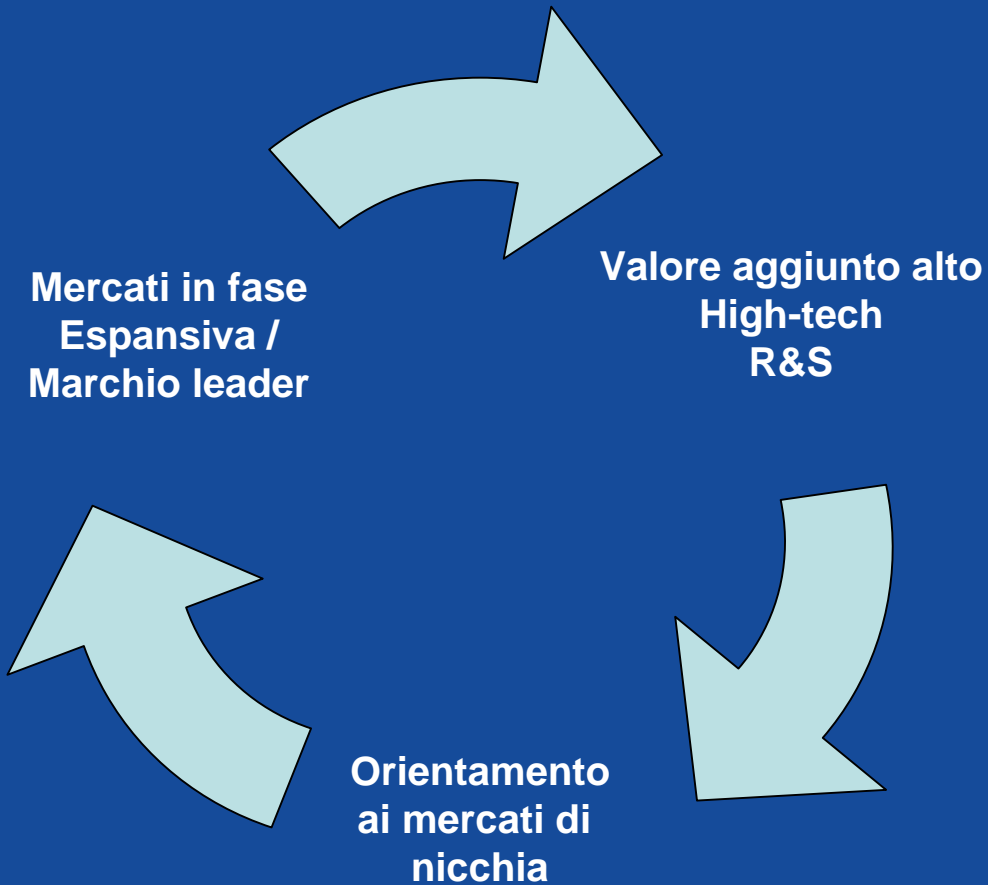 Mercati in fase
Espansiva /
Marchio leader
Valore aggiunto alto
High-tech
R&S
Orientamento
ai mercati di
nicchia